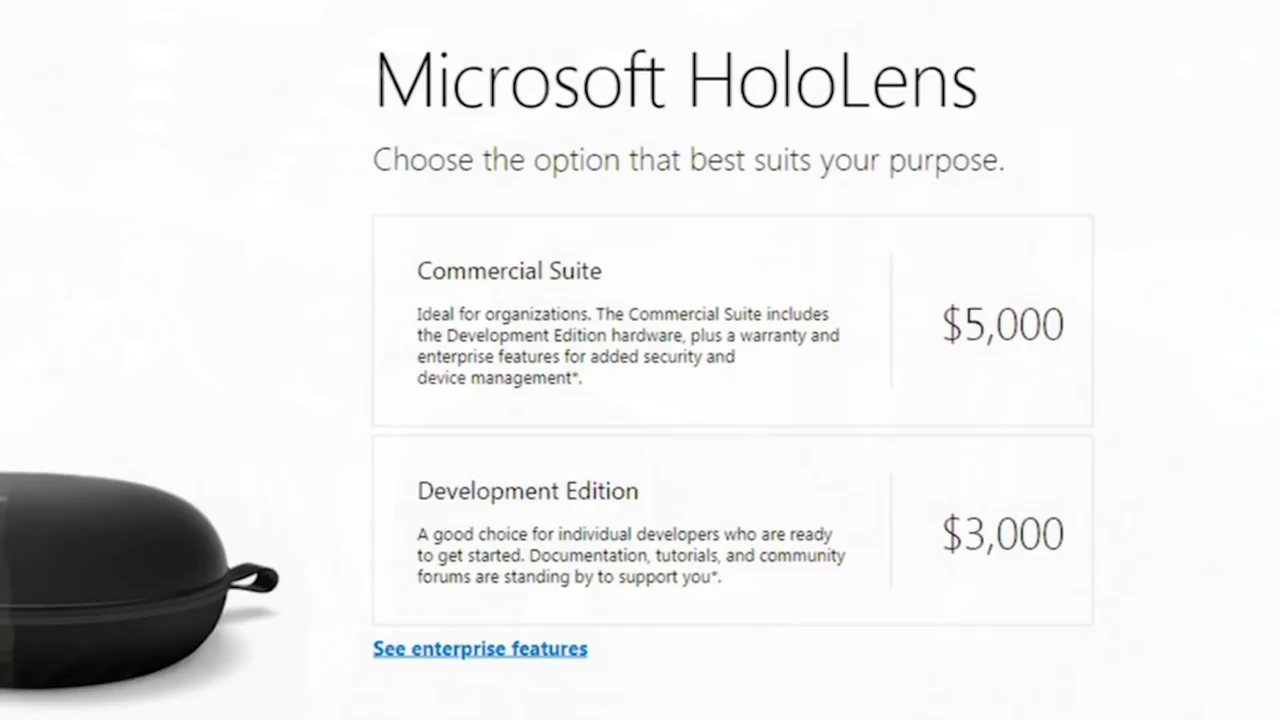 Microsoft HoloLens
Choose the option that best suits your purpose.
Commercial Suite
Ideal for organizations. The Commercial Suite includes
the Development Edition hardware, plus a warranty and
enterprise features for added security and
device management*.
$5,000
Development Edition
A good choice for individual developers who are ready
to get started. Documentation, tutorials, and community
forums are standing by to support you*.
$3,000
See enterprise features